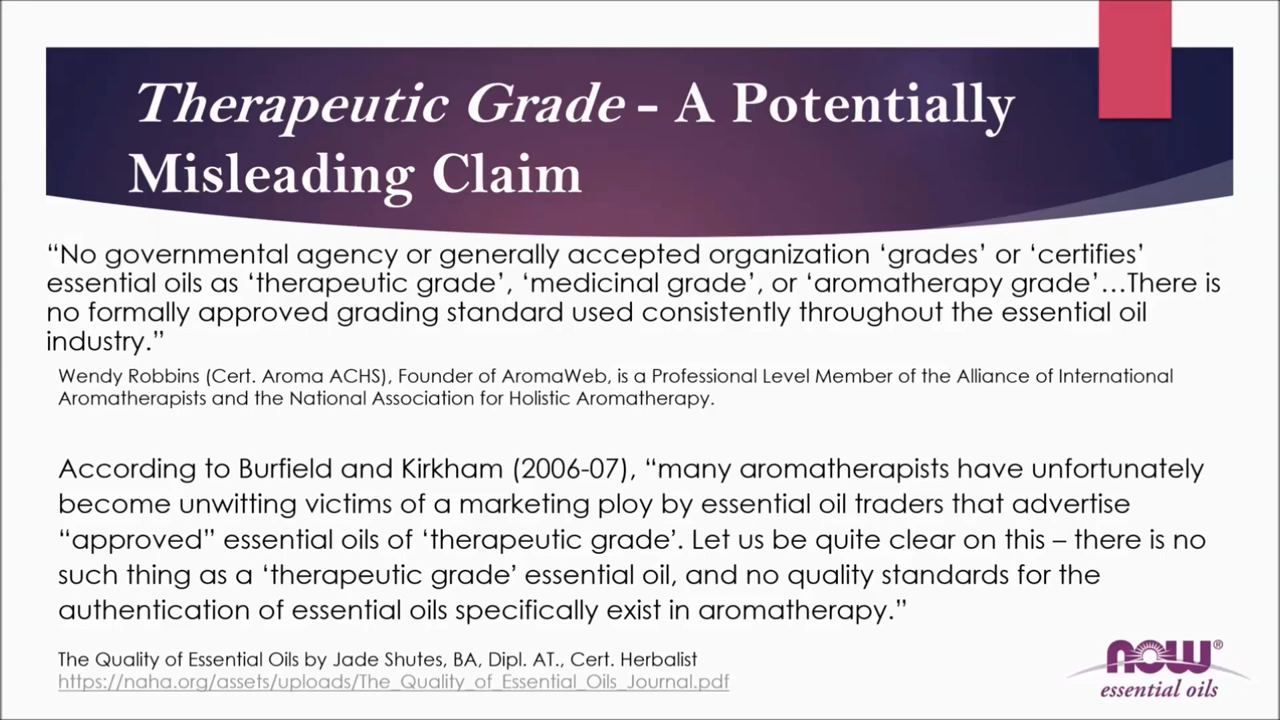 Therapeutic Grade - A Potentially
Misleading Claim
“No governmental agency or generally accepted organization ‘grades’ or ‘certifies’
essential oils as ‘therapeutic grade’, ‘medicinal grade’, or ‘aromatherapy grade’…There is
no formally approved grading standard used consistently throughout the essential oil
industry.”
Wendy Robbins (Cert. Aroma ACHS), Founder of AromaWeb, is a Professional Level Member of the Alliance of International
Aromatherapists and the National Association for Holistic Aromatherapy.
According to Burfield and Kirkham (2006-07), “many aromatherapists have unfortunately
become unwitting victims of a marketing ploy by essential oil traders that advertise
“approved” essential oils of ‘therapeutic grade’. Let us be quite clear on this – there is no
such thing as a ‘therapeutic grade’ essential oil, and no quality standards for the
authentication of essential oils specifically exist in aromatherapy.”
The Quality of Essential Oils by Jade Shutes, BA, Dipl. AT., Cert. Herbalist
https://naha.org/assets/uploads/The_Quality_of_Essential_Oils_Journal.pdf
now®
essential oils